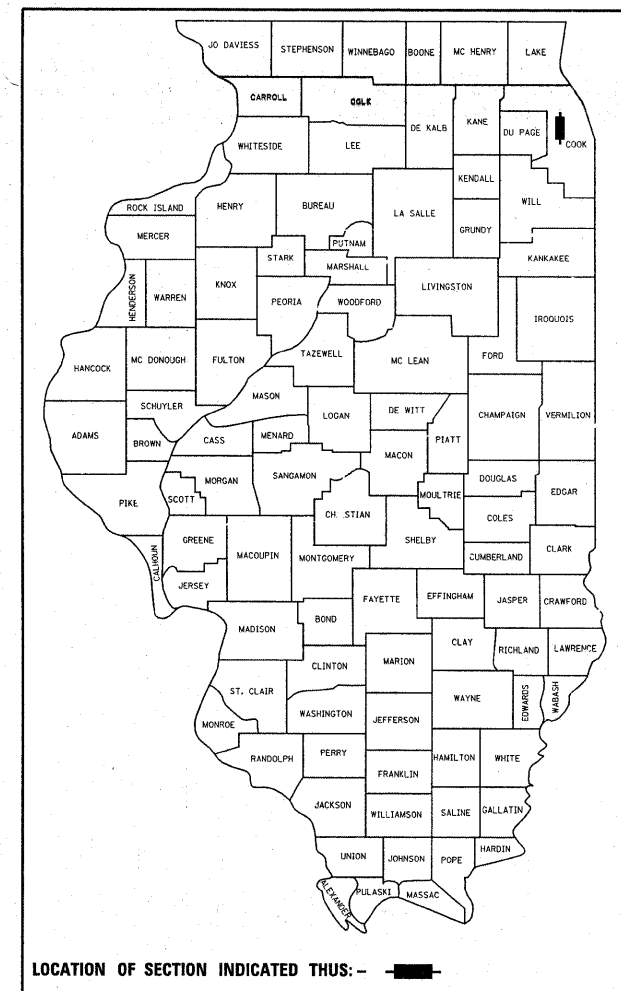 JO DAVIESS STEPHENSON WINNEBAGO BOONE MC HENRY LAKE
CARROLL OGLE DE KALB KANE DU PAGE COOK
WHITESIDE LEE
KENDALL WILL
ROCK ISLAND HENRY BUREAU LA SALLE
MERCER PUTNAM GRUNDY
STARK MARSHALL KANKAKEE
HENDERSON WARREN KNOX PEORIA WOODFORD LIVINGSTON
IROQUOIS
HANCOCK MC DONOUGH FULTON TAZEWELL MC LEAN FORD
MASON
SCHUYLER LOGAN DE WITT CHAMPAIGN VERMILION
ADAMS BROWN CASS MENARD MACON PIATT
SANGAMON
PIKE SCOTT MORGAN MOULTRIE DOUGLAS EDGAR
CH STIAN COLES
GREENE MACOUPIN MONTGOMERY SHELBY CUMBERLAND CLARK
CALHOUN JERSEY
FAYETTE EFFINGHAM JASPER CRAWFORD
MADISON BOND
CLAY RICHLAND LAWRENCE
CLINTON MARION
ST. CLAIR WAYNE EDWARDS WABASH
WASHINGTON JEFFERSON
MONROE
RANDOLPH PERRY HAMILTON WHITE
FRANKLIN
JACKSON WILLIAMSON SALINE GALLATIN
UNION JOHNSON POPE HARDIN
ALEXANDER PULASKI MASSAC
LOCATION OF SECTION INDICATED THUS: -